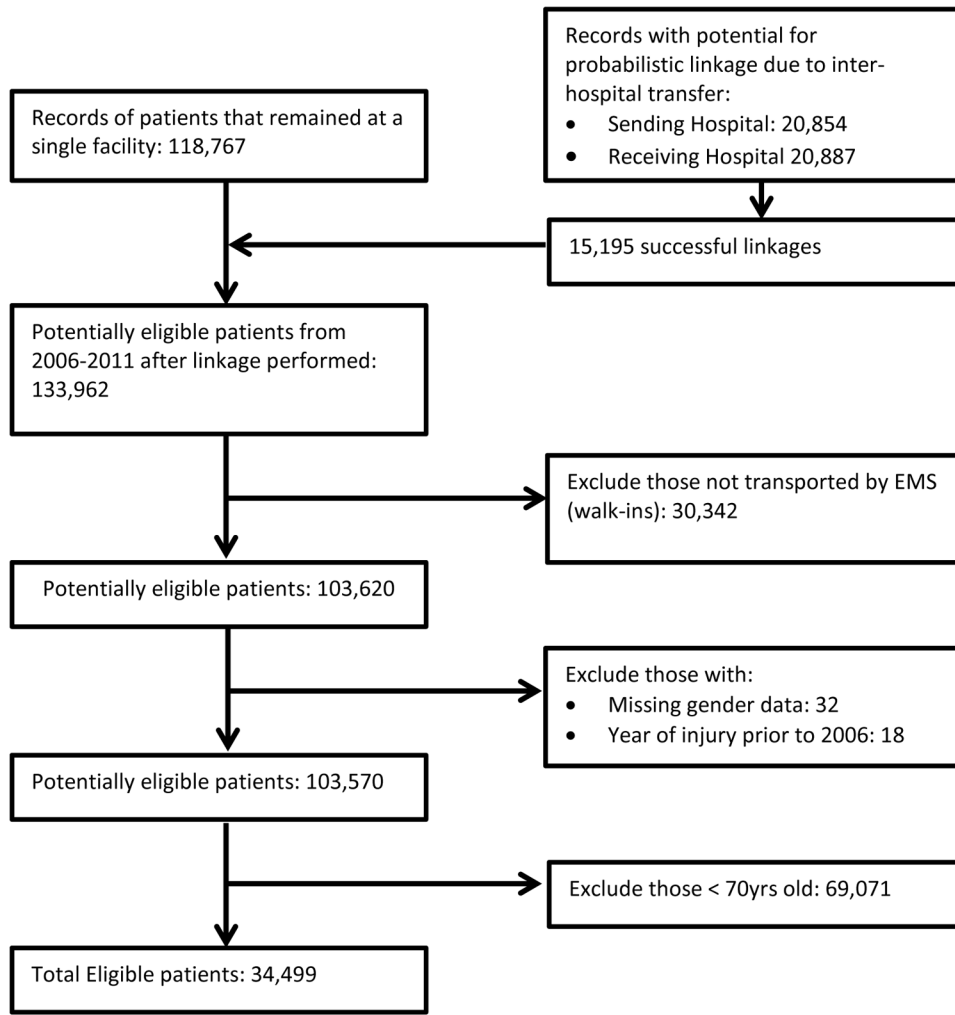 Records of patients that remained at a
single facility: 118,767
Records with potential for
probabilistic linkage due to inter-
hospital transfer:
• Sending Hospital: 20,854
• Receiving Hospital 20,887
15,195 successful linkages
Potentially eligible patients from
2006-2011 after linkage performed:
133,962
Exclude those not transported by EMS
(walk-ins): 30,342
Potentially eligible patients: 103,620
Exclude those with:
• Missing gender data: 32
• Year of injury prior to 2006: 18
Potentially eligible patients: 103,570
Exclude those < 70yrs old: 69,071
Total Eligible patients: 34,499